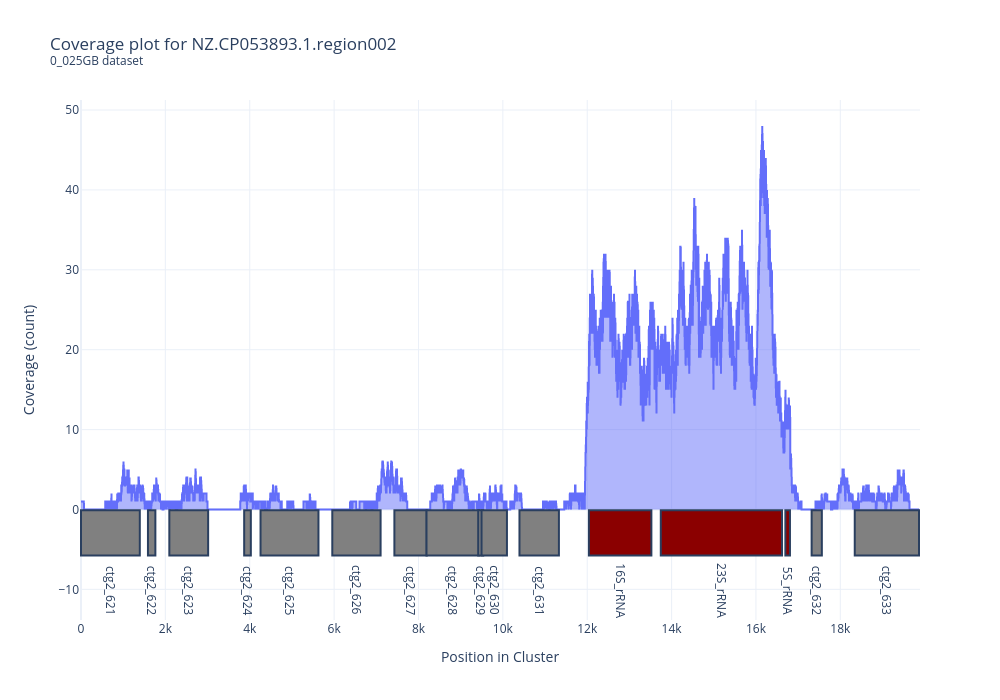 Coverage plot for NZ.CP053893.1.region002
0_025GB dataset
50
40
30
20
10
0
−10
Coverage (count)
ctg2_621
ctg2_622
ctg2_623
ctg2_624
ctg2_625
ctg2_626
ctg2_627
ctg2_628
ctg2_629
ctg2_630
ctg2_631
16S_rRNA
23S_rRNA
5S_rRNA
ctg2_632
ctg2_633
0 2k 4k 6k 8k 10k 12k 14k 16k 18k
Position in Cluster